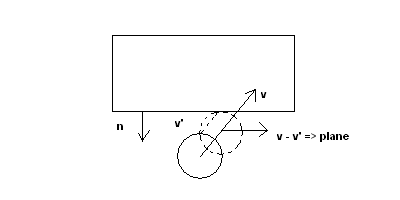 v
n
v'
v - v' => plane